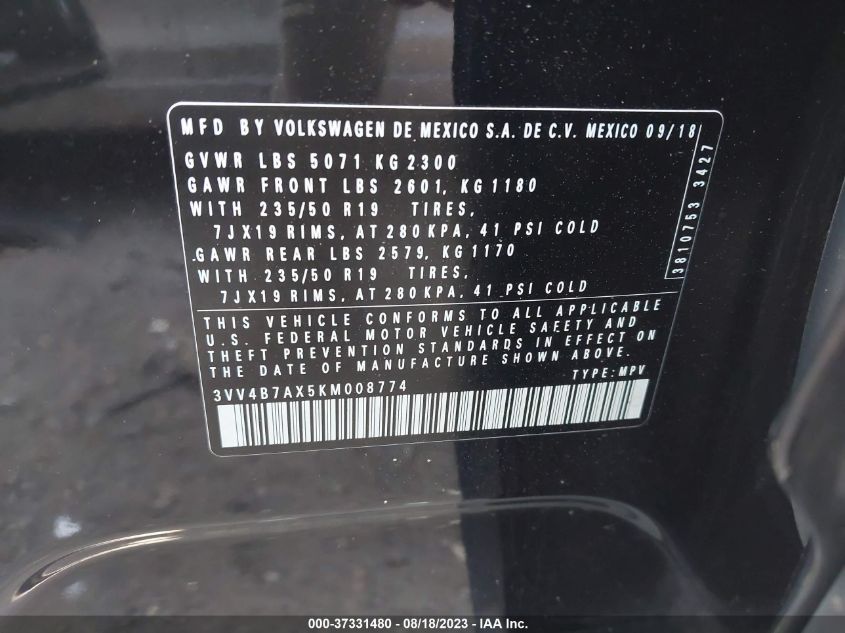 MFD BY VOLKSWAGEN DE MEXICO S.A. DE C.V. MEXICO 09/18
GVWR LBS 5071 KG 2300
GAWR FRONT LBS 2601, KG 1180
WITH 235/50 R19 TIRES,
7JX19 RIMS, AT 280 KPA, 41 PSI COLD
GAWR REAR LBS 2579, KG 1170
WITH 235/50 R19 TIRES,
7JX19 RIMS, AT 280 KPA, 41 PSI COLD
3810753 3427
THIS VEHICLE CONFORMS TO ALL APPLICABLE
U.S. FEDERAL MOTOR VEHICLE SAFETY AND
THEFT PREVENTION STANDARDS IN EFFECT ON
THE DATE OF MANUFACTURE SHOWN ABOVE.
3VV4B7AX5KM008774 TYPE: MPV
000-37331480 - 08/18/2023 - IAA Inc.